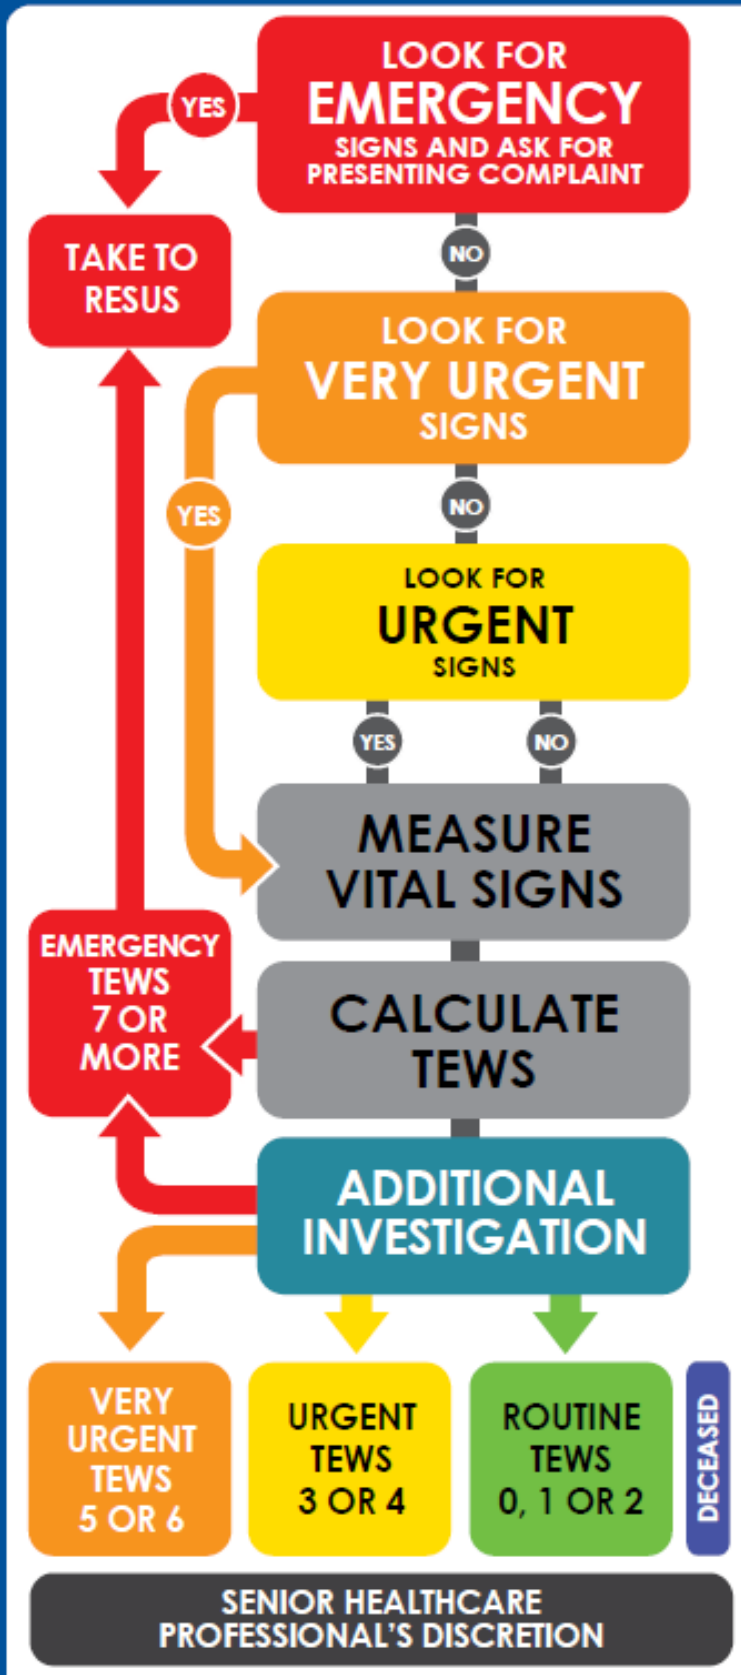 LOOK FOR
EMERGENCY
SIGNS AND ASK FOR
PRESENTING COMPLAINT
YES
NO
TAKE TO
RESUS
LOOK FOR
VERY URGENT
SIGNS
YES
NO
LOOK FOR
URGENT
SIGNS
YES
NO
MEASURE
VITAL SIGNS
EMERGENCY
TEWS
7 OR
MORE
CALCULATE
TEWS
ADDITIONAL
INVESTIGATION
VERY
URGENT
TEWS
5 OR 6
URGENT
TEWS
3 OR 4
ROUTINE
TEWS
0, 1 OR 2
DECEASED
SENIOR HEALTHCARE
PROFESSIONAL'S DISCRETION